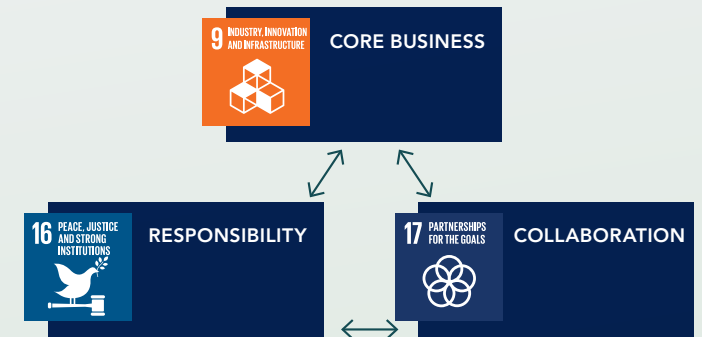 9 INDUSTRY, INNOVATION
AND INFRASTRUCTURE
CORE BUSINESS
16 PEACE, JUSTICE
AND STRONG
INSTITUTIONS
RESPONSIBILITY
17 PARTNERSHIPS
FOR THE GOALS
COLLABORATION